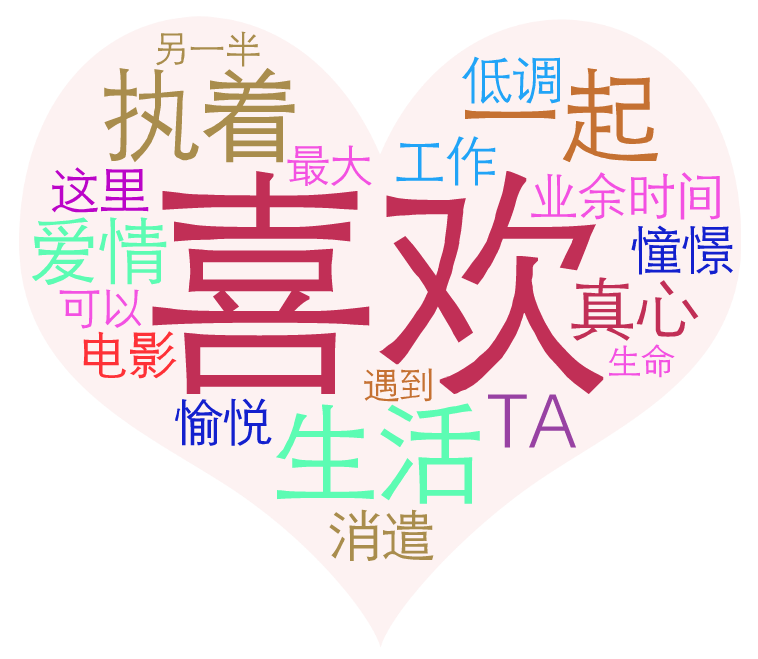 另一半
执着
低调
一起
最大
工作
这里
业余时间
喜欢
爱情
憧憬
可以
真心
电影
遇到
生命
愉悦
生活
TA
消遣